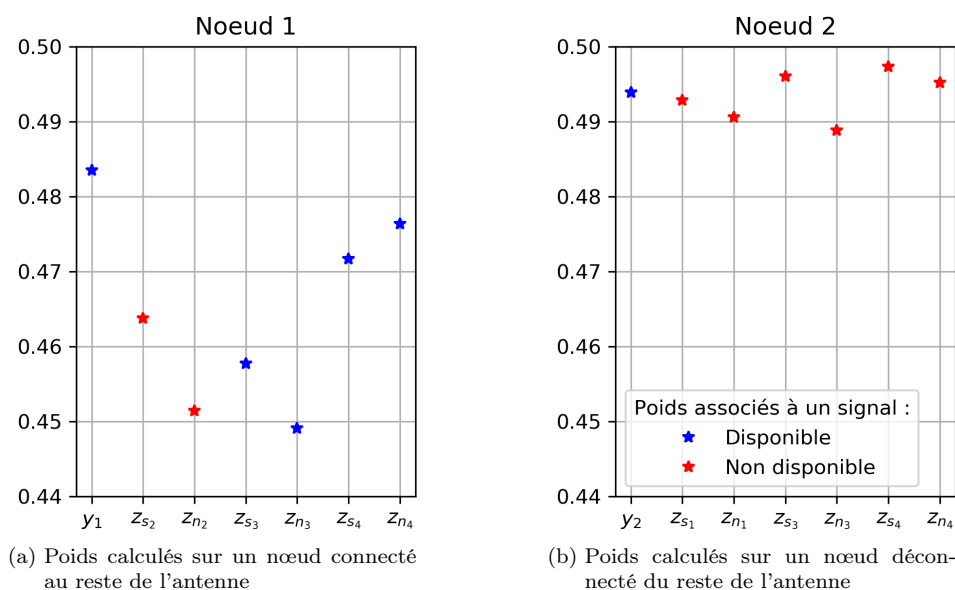 Noeud 1
0.50
0.49
0.48
0.47
0.46
0.45
0.44
y1 zs2 zn2 zs3 zn3 zs4 zn4
(a) Poids calculés sur un nœud connecté
au reste de l'antenne
Noeud 2
0.50
0.49
0.48
0.47
0.46
0.45
0.44
Poids associés à un signal :
Disponible
Non disponible
y2 zs1 zn1 zs3 zn3 zs4 zn4
(b) Poids calculés sur un nœud décon-
necté du reste de l'antenne